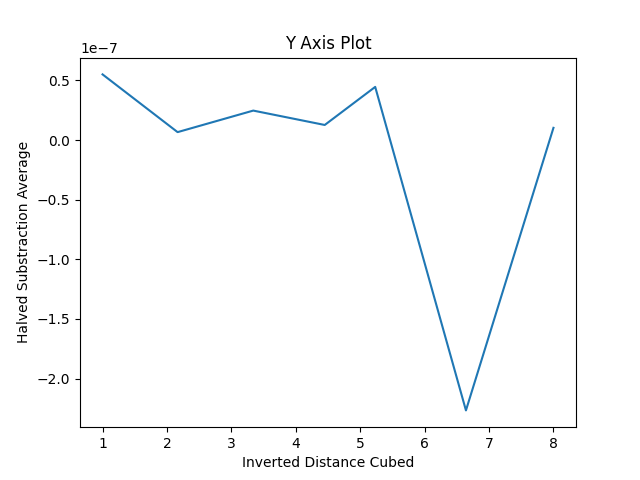 Y Axis Plot
1e−7
0.5
0.0
−0.5
−1.0
−1.5
−2.0
Halved Substraction Average
1 2 3 4 5 6 7 8
Inverted Distance Cubed